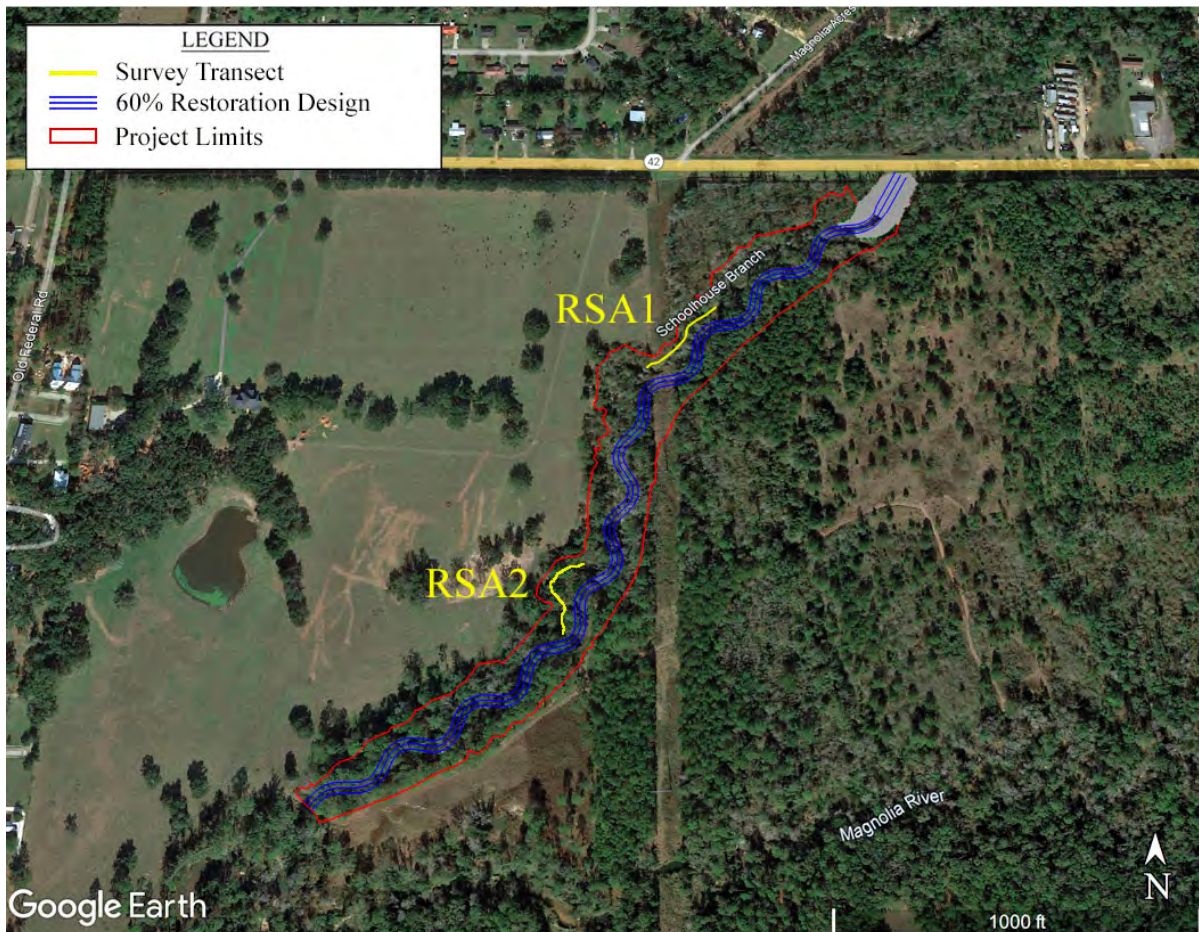 LEGEND
Survey Transect
60% Restoration Design
Project Limits
Magnolia Acres
42
Old Federal Rd
RSA1
Schoolhouse Branch
RSA2
Magnolia River
N
Google Earth
1000 ft